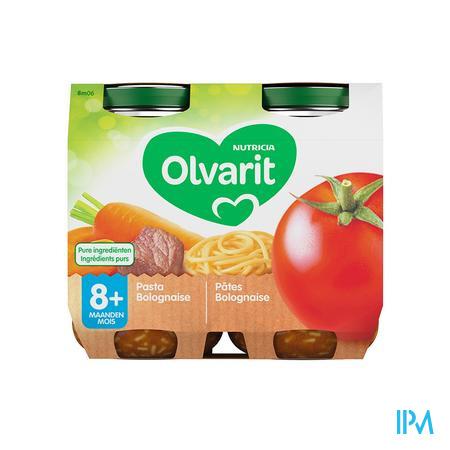 8m06
NUTRICIA
Olvarit
Pure ingrediënten
Ingrédients purs
8+
MAANDEN
MOIS
Pasta
Bolognaise
Pâtes
Bolognaise
IPM